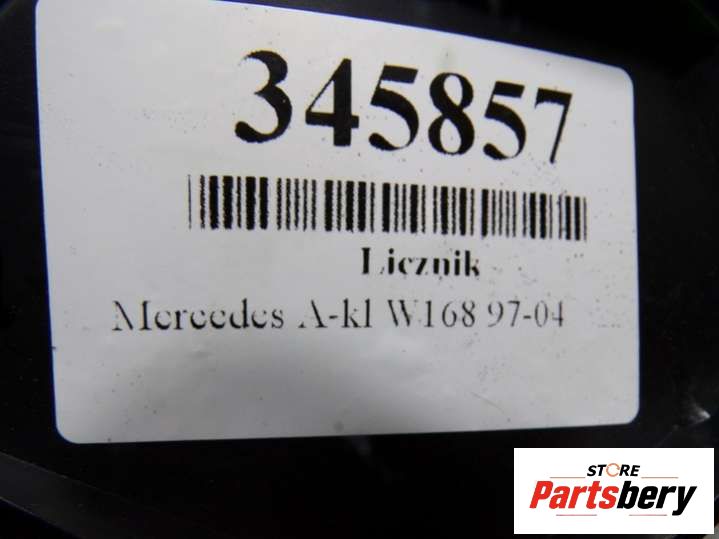 345857
Licznik
Mercedes A-kl W168 97-04
STORE
Partsbery